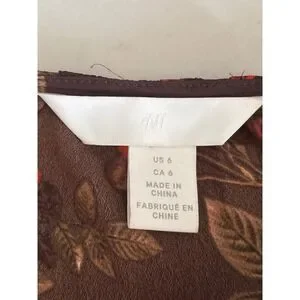 H&M
US 6
CA 6
MADE IN
CHINA
FABRIQUÉ EN
CHINE